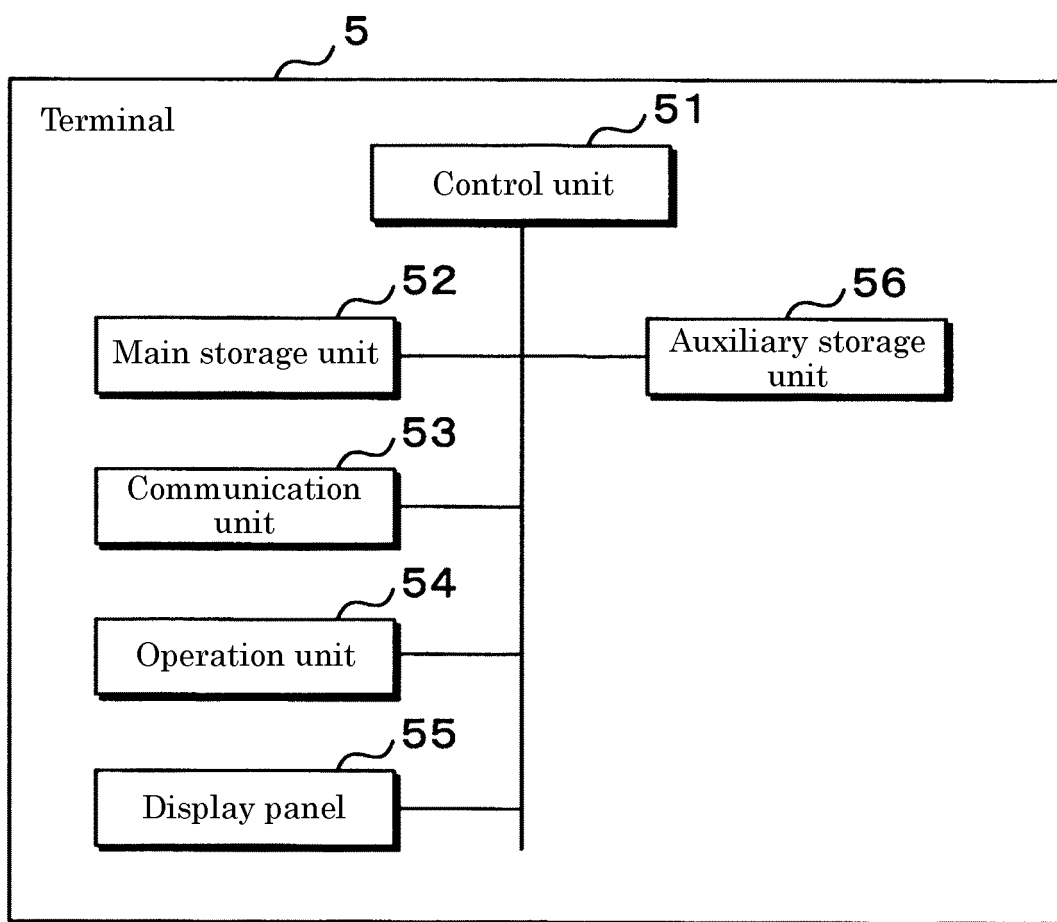 5
Terminal
51
Control unit
52
Main storage unit
56
Auxiliary storage
unit
53
Communication
unit
54
Operation unit
55
Display panel